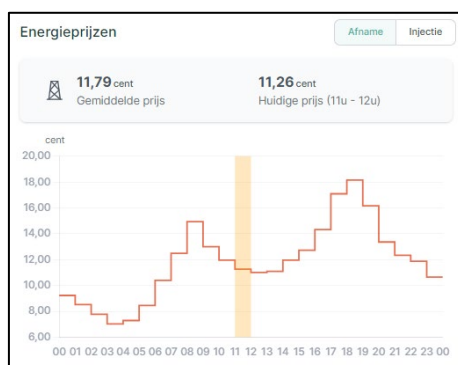 Energieprijzen
Afname
Injectie
11,79 cent
Gemiddelde prijs
11,26 cent
Huidige prijs (11u - 12u)
cent
20,00
18,00
16,00
14,00
12,00
10,00
8,00
6,00
00 01 02 03 04 05 06 07 08 09 10 11 12 13 14 15 16 17 18 19 20 21 22 23 00